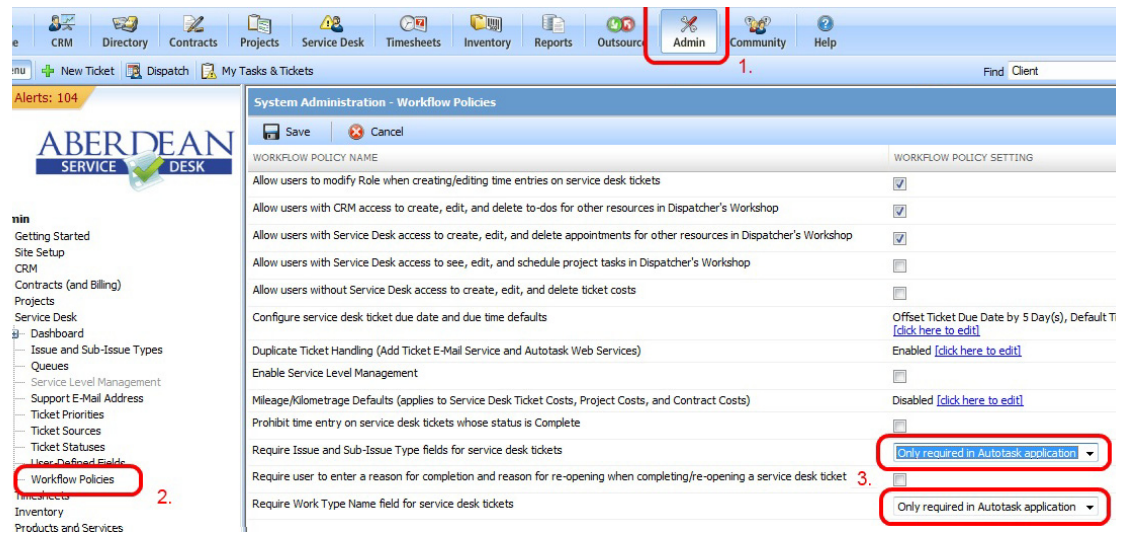 e CRM Directory Contracts Projects Service Desk Timesheets Inventory Reports Outsource Admin Community Help
1.
enu New Ticket Dispatch My Tasks & Tickets Find Client
Alerts: 104
ABERDEAN
SERVICE DESK
min
Getting Started
Site Setup
CRM
Contracts (and Billing)
Projects
Service Desk
Dashboard
Issue and Sub-Issue Types
Queues
Service Level Management
Support E-Mail Address
Ticket Priorities
Ticket Sources
Ticket Statuses
User-Defined Fields
Workflow Policies
2.
Timesheets
Inventory
Products and Services
System Administration - Workflow Policies
Save Cancel
WORKFLOW POLICY NAME WORKFLOW POLICY SETTING
Allow users to modify Role when creating/editing time entries on service desk tickets
Allow users with CRM access to create, edit, and delete to-dos for other resources in Dispatcher's Workshop
Allow users with Service Desk access to create, edit, and delete appointments for other resources in Dispatcher's Workshop
Allow users with Service Desk access to see, edit, and schedule project tasks in Dispatcher's Workshop
Allow users without Service Desk access to create, edit, and delete ticket costs
Configure service desk ticket due date and due time defaults Offset Ticket Due Date by 5 Day(s), Default Ti
[click here to edit]
Duplicate Ticket Handling (Add Ticket E-Mail Service and Autotask Web Services) Enabled [click here to edit]
Enable Service Level Management
Mileage/Kilometrage Defaults (applies to Service Desk Ticket Costs, Project Costs, and Contract Costs) Disabled [click here to edit]
Prohibit time entry on service desk tickets whose status is Complete
Require Issue and Sub-Issue Type fields for service desk tickets Only required in Autotask application
Require user to enter a reason for completion and reason for re-opening when completing/re-opening a service desk ticket 3.
Require Work Type Name field for service desk tickets Only required in Autotask application